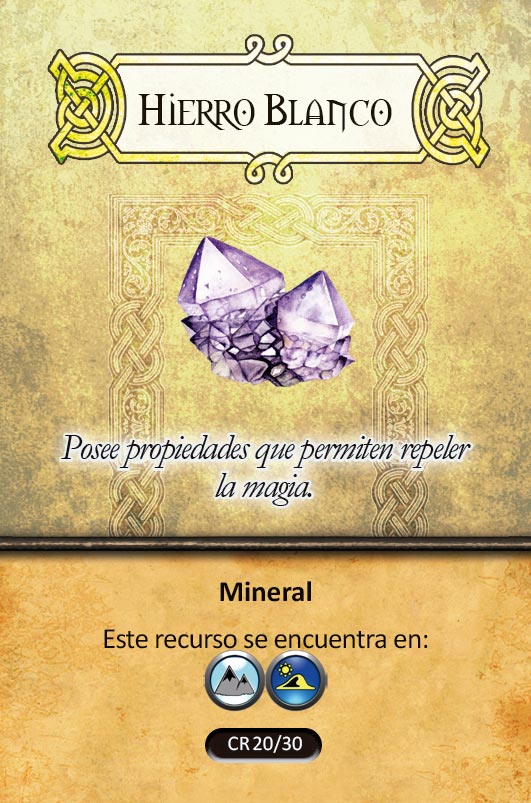 Hierro Blanco
Posee propiedades que permiten repeler
la magia.
Mineral
Este recurso se encuentra en:
CR 20/30